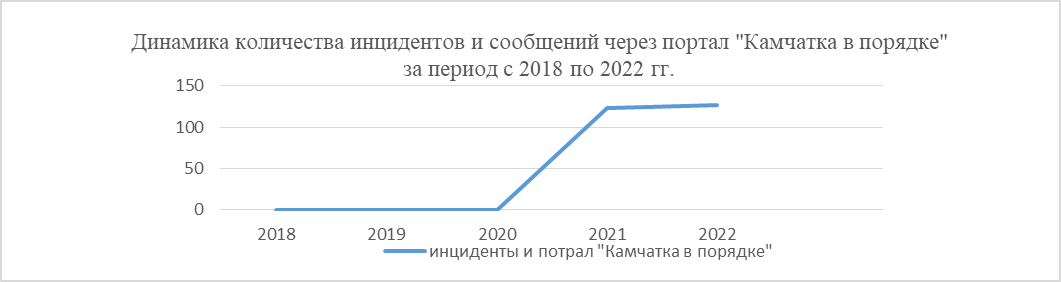 Динамика количества инцидентов и сообщений через портал "Камчатка в порядке"
за период с 2018 по 2022 гг.
150
100
50
0
2018 2019 2020 2021 2022
инциденты и потрал "Камчатка в порядке"